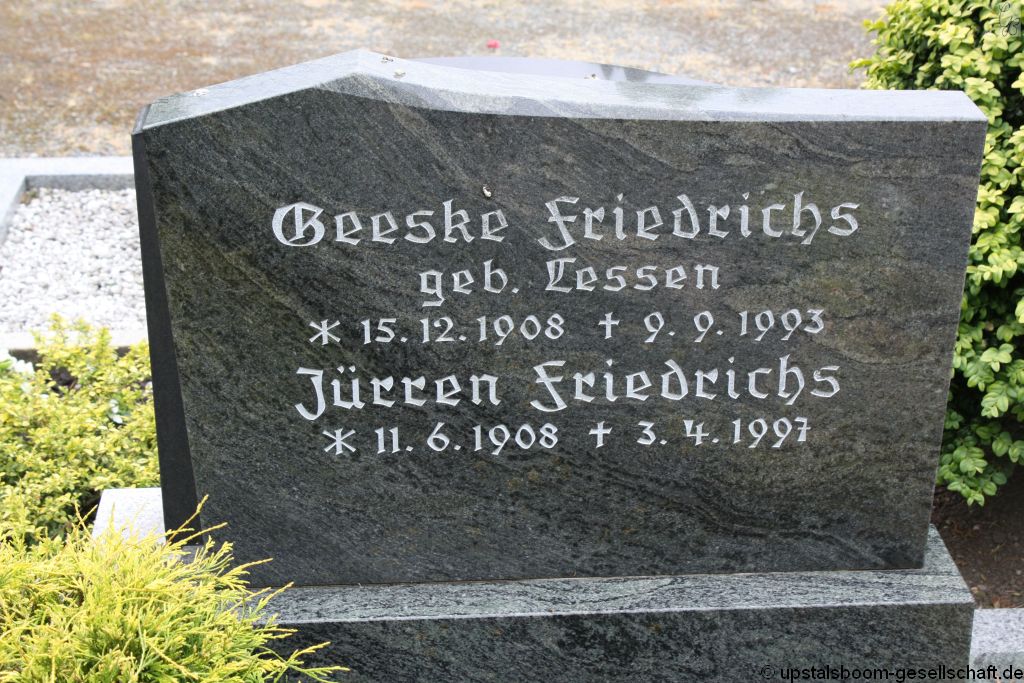 Geeske Friedrichs
geb. Lessen
* 15. 12. 1908 † 9. 9. 1993
Jürren Friedrichs
* 11. 6. 1908 † 3. 4. 1997
© upstalsboom-gesellschaft.de